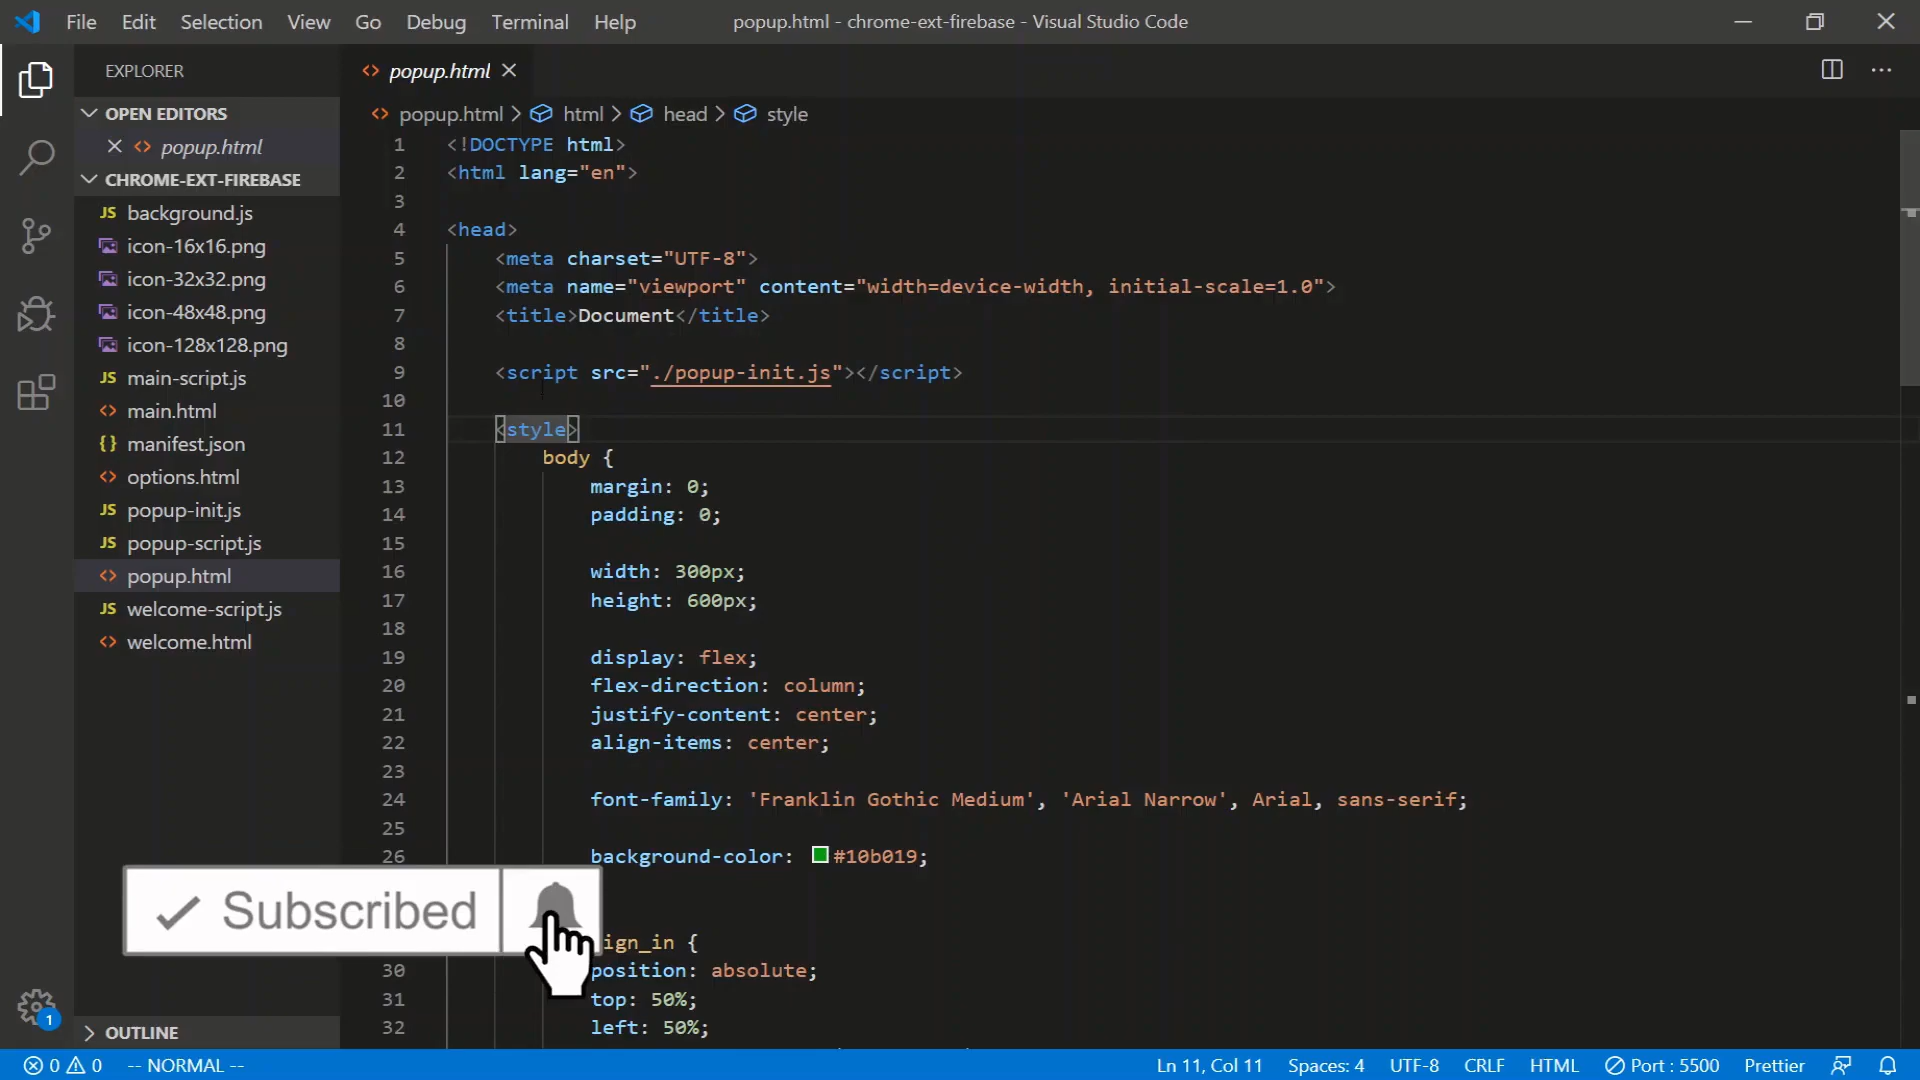 File Edit Selection View Go Debug Terminal Help popup.html - chrome-ext-firebase - Visual Studio Code
EXPLORER
OPEN EDITORS
popup.html
CHROME-EXT-FIREBASE
JS background.js
icon-16x16.png
icon-32x32.png
icon-48x48.png
icon-128x128.png
JS main-script.js
<> main.html
{} manifest.json
<> options.html
JS popup-init.js
JS popup-script.js
<> popup.html
JS welcome-script.js
<> welcome.html
OUTLINE
<> popup.html
<> popup.html > html > head > style
1 <!DOCTYPE html>
2 <html lang="en">
3
4 <head>
5 <meta charset="UTF-8">
6 <meta name="viewport" content="width=device-width, initial-scale=1.0">
7 <title>Document</title>
8
9 <script src="./popup-init.js"></script>
10
11 <style>
12 body {
13 margin: 0;
14 padding: 0;
15
16 width: 300px;
17 height: 600px;
18
19 display: flex;
20 flex-direction: column;
21 justify-content: center;
22 align-items: center;
23
24 font-family: 'Franklin Gothic Medium', 'Arial Narrow', Arial, sans-serif;
25
26 background-color: #10b019;
ign_in {
30 position: absolute;
31 top: 50%;
32 left: 50%;
Subscribed
1
0 0 -- NORMAL -- Ln 11, Col 11 Spaces: 4 UTF-8 CRLF HTML Port : 5500 Prettier